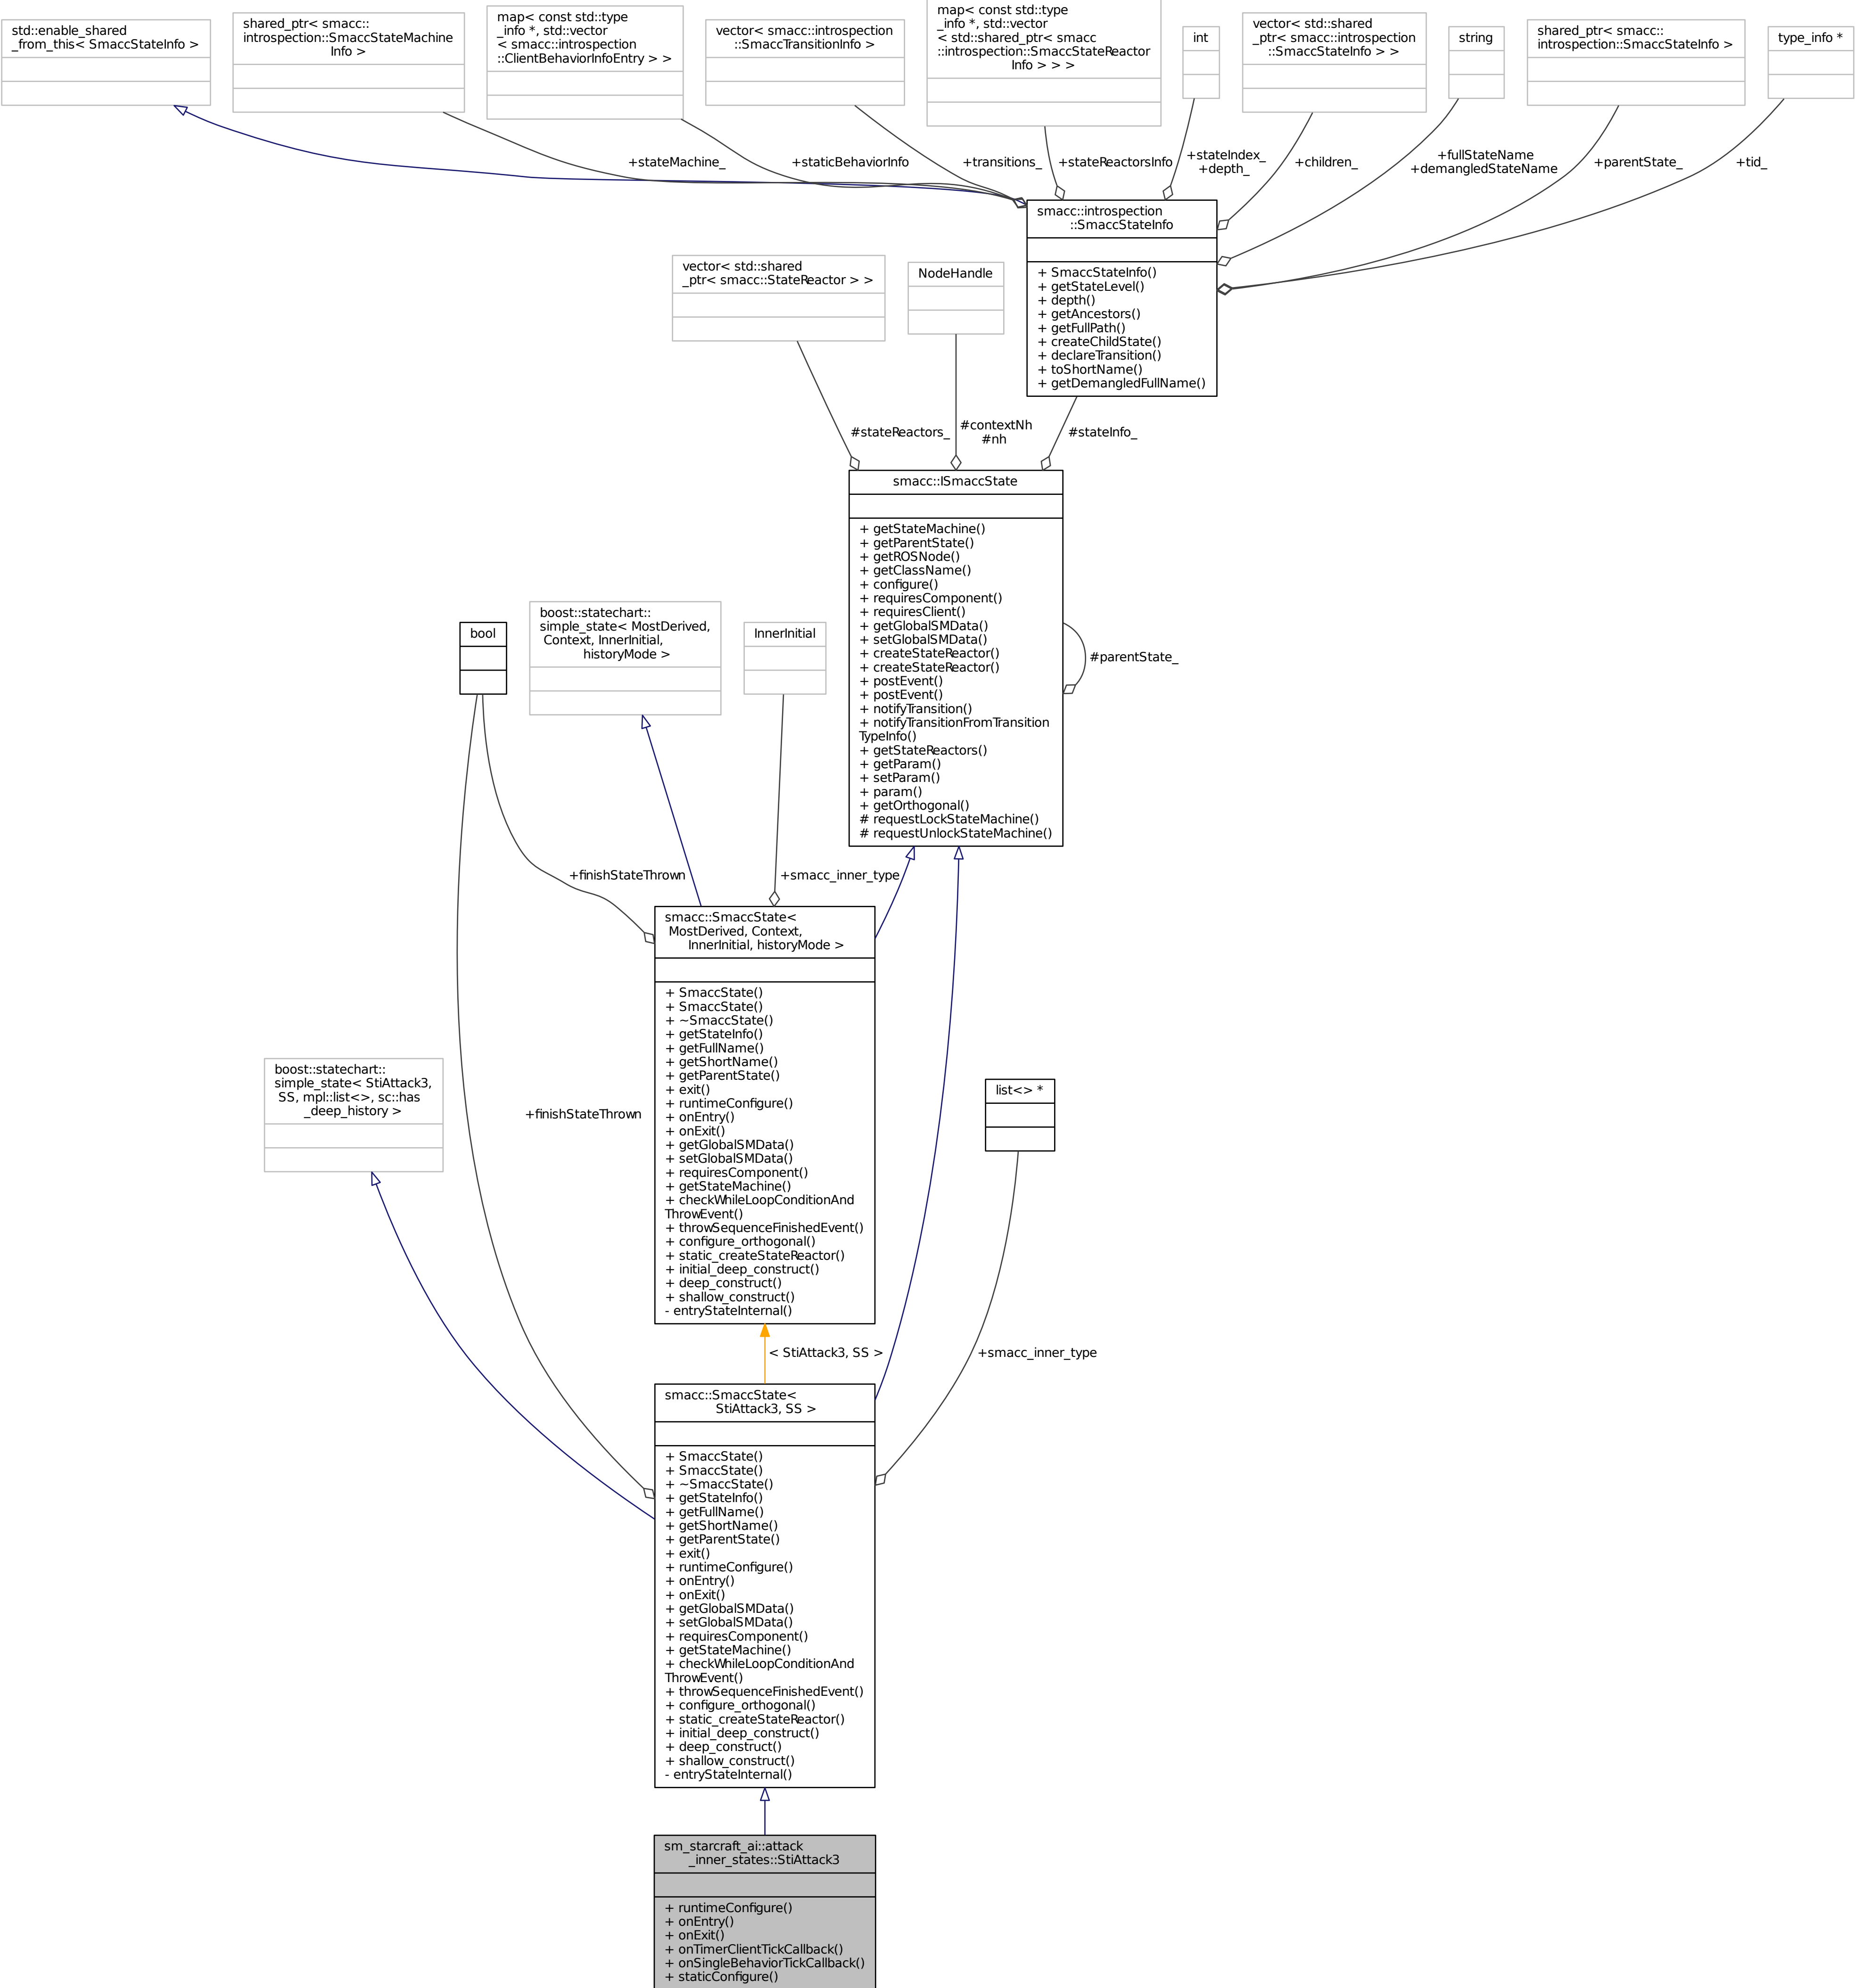 std::enable_shared
_from_this< SmaccStateInfo >
shared_ptr< smacc::
introspection::SmaccStateMachine
Info >
map< const std::type
_info *, std::vector
< smacc::introspection
::ClientBehaviorInfoEntry > >
vector< smacc::introspection
::SmaccTransitionInfo >
map< const std::type
_info *, std::vector
< std::shared_ptr< smacc
::introspection::SmaccStateReactor
Info > > >
int
vector< std::shared
_ptr< smacc::introspection
::SmaccStateInfo > >
string
shared_ptr< smacc::
introspection::SmaccStateInfo >
type_info *
+stateMachine_
+staticBehaviorInfo
+transitions_
+stateReactorsInfo
+stateIndex_
+depth_
+children_
+fullStateName
+demangledStateName
+parentState_
+tid_
smacc::introspection
::SmaccStateInfo
+ SmaccStateInfo()
+ getStateLevel()
+ depth()
+ getAncestors()
+ getFullPath()
+ createChildState()
+ declareTransition()
+ toShortName()
+ getDemangledFullName()
vector< std::shared
_ptr< smacc::StateReactor > >
NodeHandle
#stateReactors_
#contextNh
#nh
#stateInfo_
smacc::ISmaccState
+ getStateMachine()
+ getParentState()
+ getROSNode()
+ getClassName()
+ configure()
+ requiresComponent()
+ requiresClient()
+ getGlobalSMData()
+ setGlobalSMData()
+ createStateReactor()
+ createStateReactor()
+ postEvent()
+ postEvent()
+ notifyTransition()
+ notifyTransitionFromTransition
TypeInfo()
+ getStateReactors()
+ getParam()
+ setParam()
+ param()
+ getOrthogonal()
# requestLockStateMachine()
# requestUnlockStateMachine()
#parentState_
bool
boost::statechart::
simple_state< MostDerived,
Context, InnerInitial,
historyMode >
InnerInitial
+finishStateThrown
+smacc_inner_type
smacc::SmaccState<
MostDerived, Context,
InnerInitial, historyMode >
+ SmaccState()
+ SmaccState()
+ ~SmaccState()
+ getStateInfo()
+ getFullName()
+ getShortName()
+ getParentState()
+ exit()
+ runtimeConfigure()
+ onEntry()
+ onExit()
+ getGlobalSMData()
+ setGlobalSMData()
+ requiresComponent()
+ getStateMachine()
+ checkWhileLoopConditionAnd
ThrowEvent()
+ throwSequenceFinishedEvent()
+ configure_orthogonal()
+ static_createStateReactor()
+ initial_deep_construct()
+ deep_construct()
+ shallow_construct()
- entryStateInternal()
boost::statechart::
simple_state< StiAttack3,
SS, mpl::list<>, sc::has
_deep_history >
+finishStateThrown
list<> *
< StiAttack3, SS >
+smacc_inner_type
smacc::SmaccState<
StiAttack3, SS >
+ SmaccState()
+ SmaccState()
+ ~SmaccState()
+ getStateInfo()
+ getFullName()
+ getShortName()
+ getParentState()
+ exit()
+ runtimeConfigure()
+ onEntry()
+ onExit()
+ getGlobalSMData()
+ setGlobalSMData()
+ requiresComponent()
+ getStateMachine()
+ checkWhileLoopConditionAnd
ThrowEvent()
+ throwSequenceFinishedEvent()
+ configure_orthogonal()
+ static_createStateReactor()
+ initial_deep_construct()
+ deep_construct()
+ shallow_construct()
- entryStateInternal()
sm_starcraft_ai::attack
_inner_states::StiAttack3
+ runtimeConfigure()
+ onEntry()
+ onExit()
+ onTimerClientTickCallback()
+ onSingleBehaviorTickCallback()
+ staticConfigure()